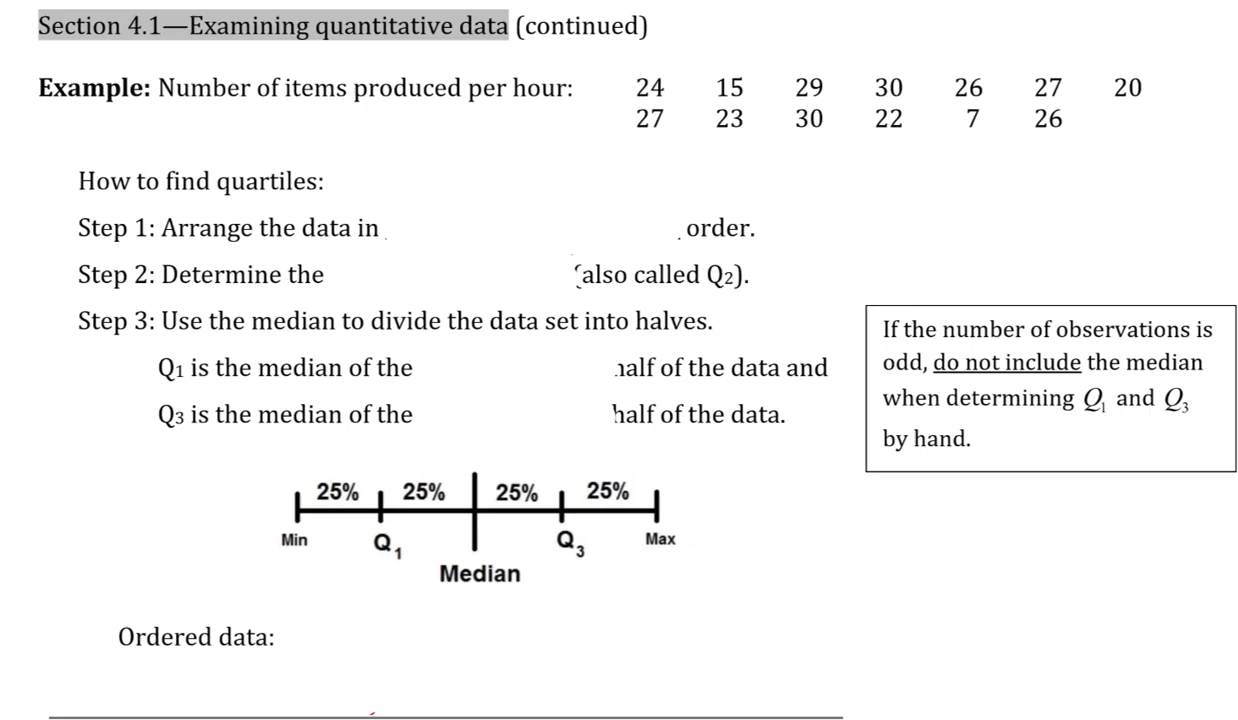 Section 4.1—Examining quantitative data (continued)
Example: Number of items produced per hour: 24 15 29 30 26 27 20
27 23 30 22 7 26
How to find quartiles:
Step 1: Arrange the data in order.
Step 2: Determine the (also called Q2).
Step 3: Use the median to divide the data set into halves.
Q1 is the median of the half of the data and
Q3 is the median of the half of the data.
If the number of observations is
odd, do not include the median
when determining Q1 and Q3
by hand.
25% 25% 25% 25%
Min Q1 Q3 Max
Median
Ordered data: